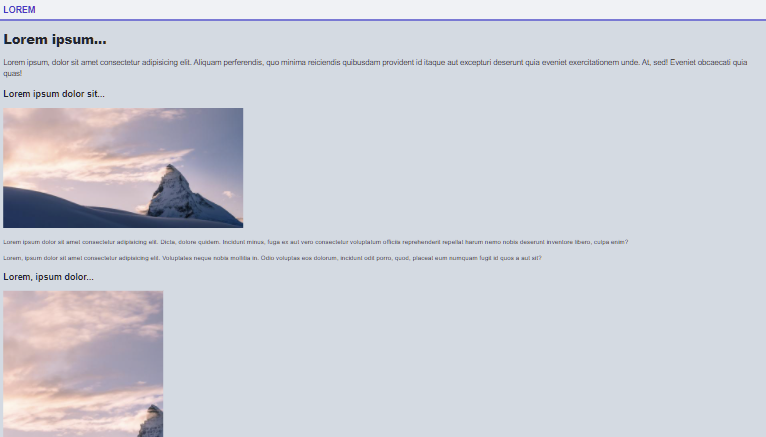 LOREM
Lorem ipsum...
Lorem ipsum, dolor sit amet consectetur adipisicing elit. Aliquam perferendis, quo minima reiciendis quibusdam provident id itaque aut excepturi deserunt quia eveniet exercitationem unde. At, sed! Eveniet obcaecati quia
quas!
Lorem ipsum dolor sit...
Lorem ipsum dolor sit amet consectetur adipisicing elit. Dicta, dolore quidem. Incidunt minus, fuga ex aut vero consectetur voluptatum officiis reprehenderit repellat harum nemo nobis deserunt inventore libero, culpa enim?
Lorem, ipsum dolor sit amet consectetur adipisicing elit. Voluptates neque nobis mollitia in. Odio voluptas eos dolorum, incidunt odit porro, quod, placeat eum numquam fugit id quos a aut sit?
Lorem, ipsum dolor...